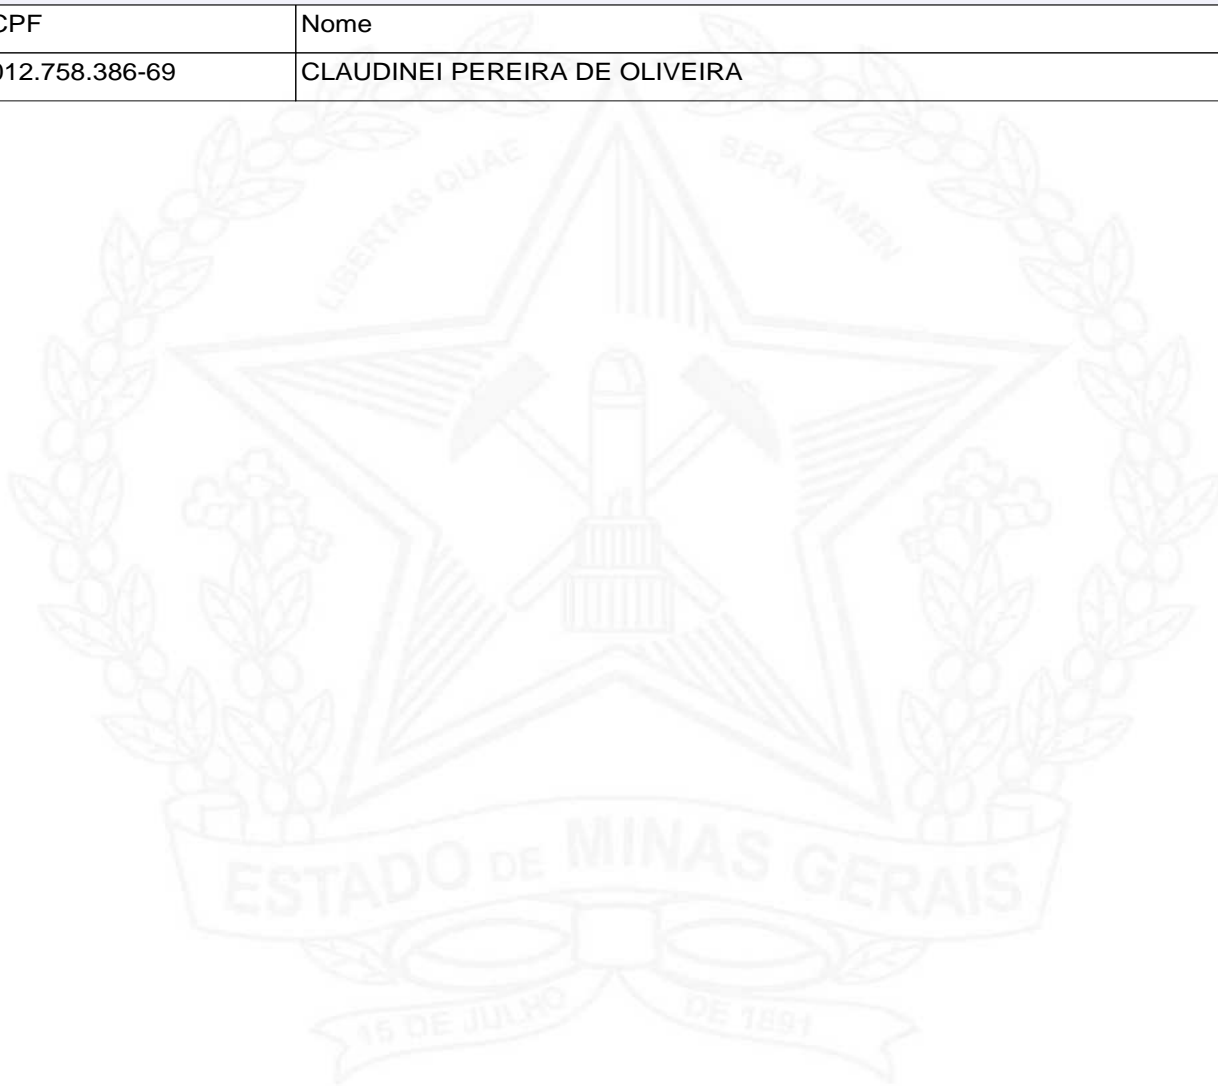 CPF Nome
012.758.386-69 CLAUDINEI PEREIRA DE OLIVEIRA
LIBERTAS QUAE SERA TAMEN
ESTADO DE MINAS GERAIS
15 DE JULHO DE 1891